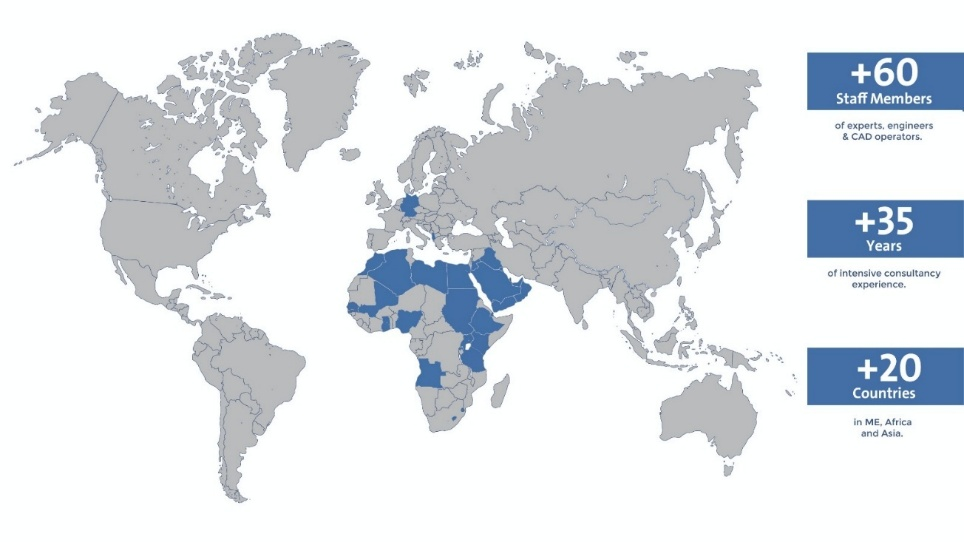 +60
Staff Members
of experts, engineers
& CAD operators.
+35
Years
of intensive consultancy
experience.
+20
Countries
in ME, Africa
and Asia.